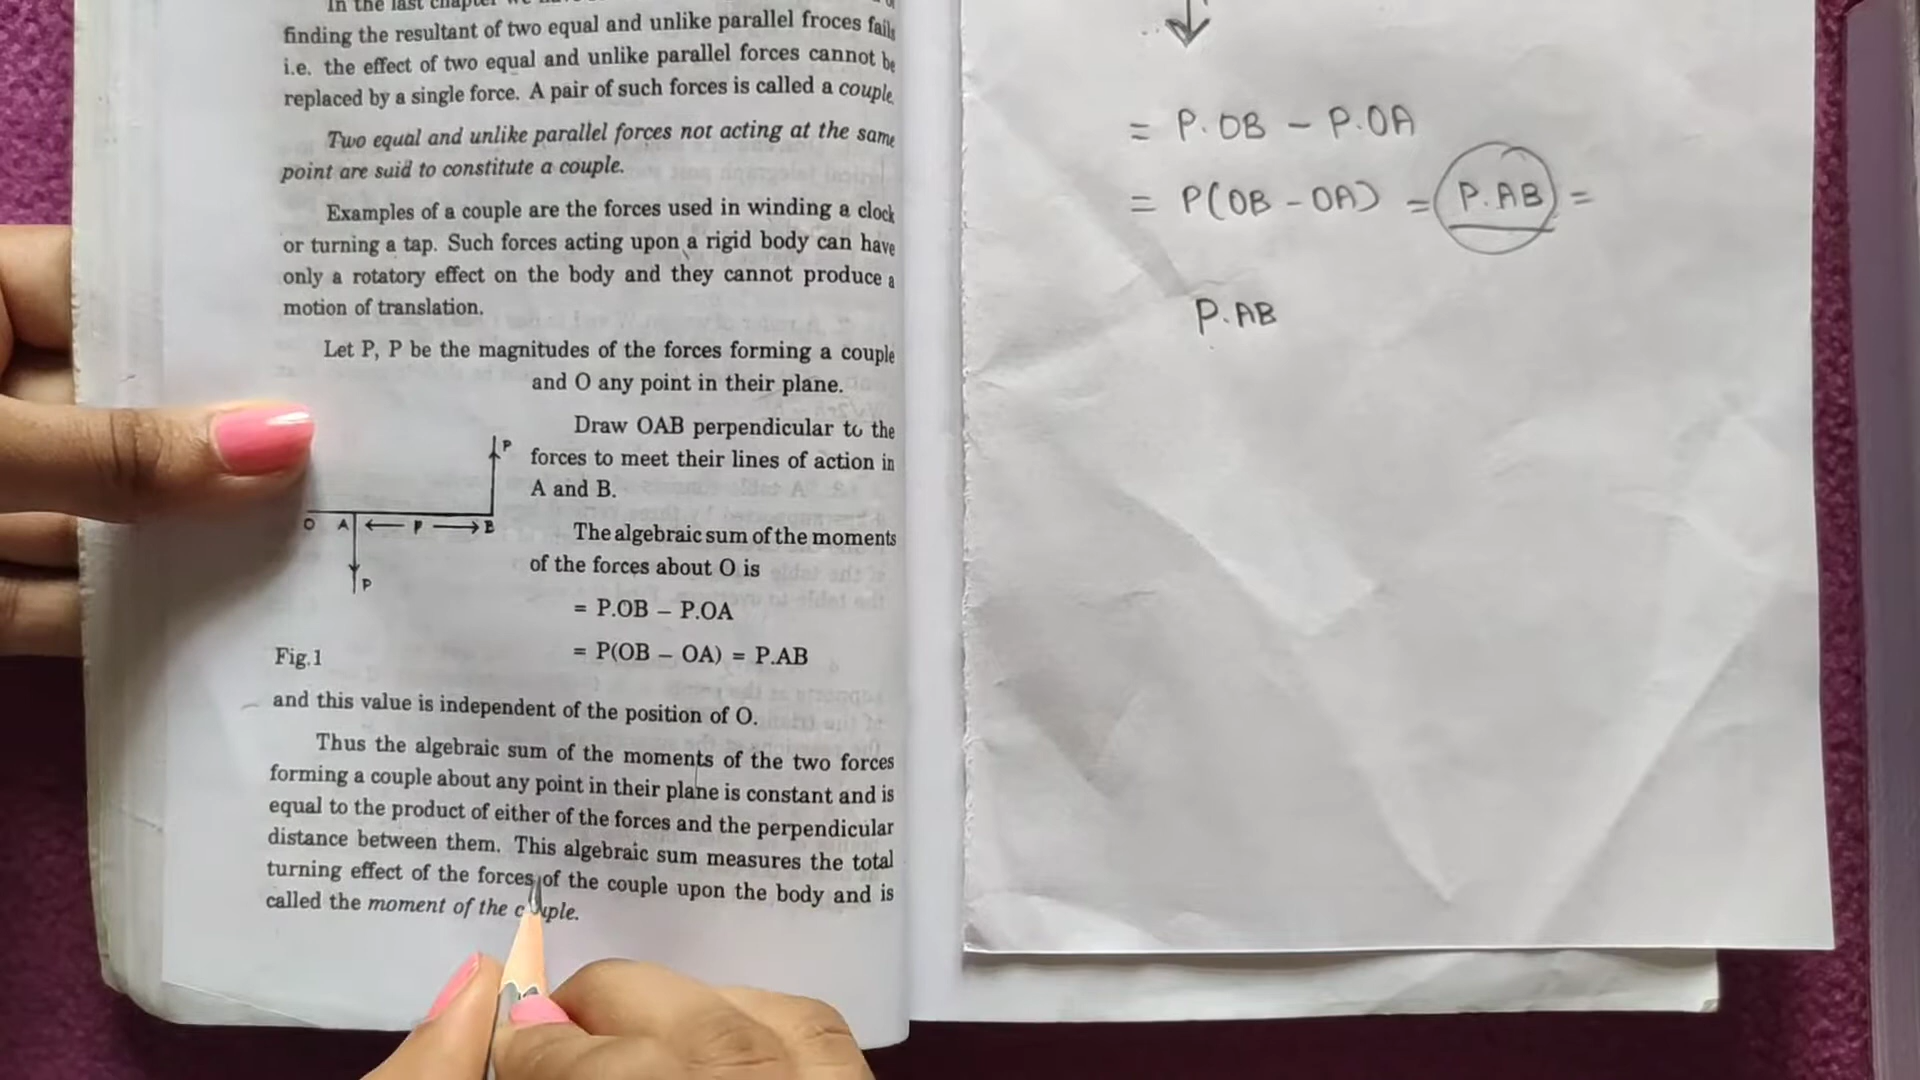 In the last chapter we
finding the resultant of two equal and unlike parallel froces fails
i.e. the effect of two equal and unlike parallel forces cannot be
replaced by a single force. A pair of such forces is called a couple.
Two equal and unlike parallel forces not acting at the same
point are said to constitute a couple.
Examples of a couple are the forces used in winding a clock
or turning a tap. Such forces acting upon a rigid body can have
only a rotatory effect on the body and they cannot produce a
motion of translation.
Let P, P be the magnitudes of the forces forming a couple
and O any point in their plane.
Draw OAB perpendicular to the
forces to meet their lines of action in
A and B.
P
O A P B
P
The algebraic sum of the moments
of the forces about O is
= P.OB – P.OA
= P(OB – OA) = P.AB
Fig.1
and this value is independent of the position of O.
Thus the algebraic sum of the moments of the two forces
forming a couple about any point in their plane is constant and is
equal to the product of either of the forces and the perpendicular
distance between them. This algebraic sum measures the total
turning effect of the forces of the couple upon the body and is
called the moment of the couple.
= P.OB – P.OA
= P(OB – OA) = P.AB =
P.AB